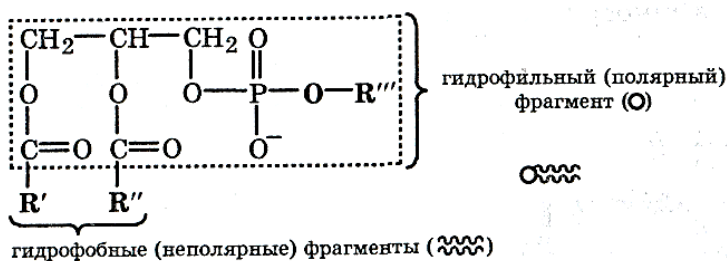 CH₂—CH—CH₂ O
O O O—P—O—R‴
C=O C=O O⁻
R′ R″
гидрофильный (полярный)
фрагмент (O)
гидрофобные (неполярные) фрагменты ( )